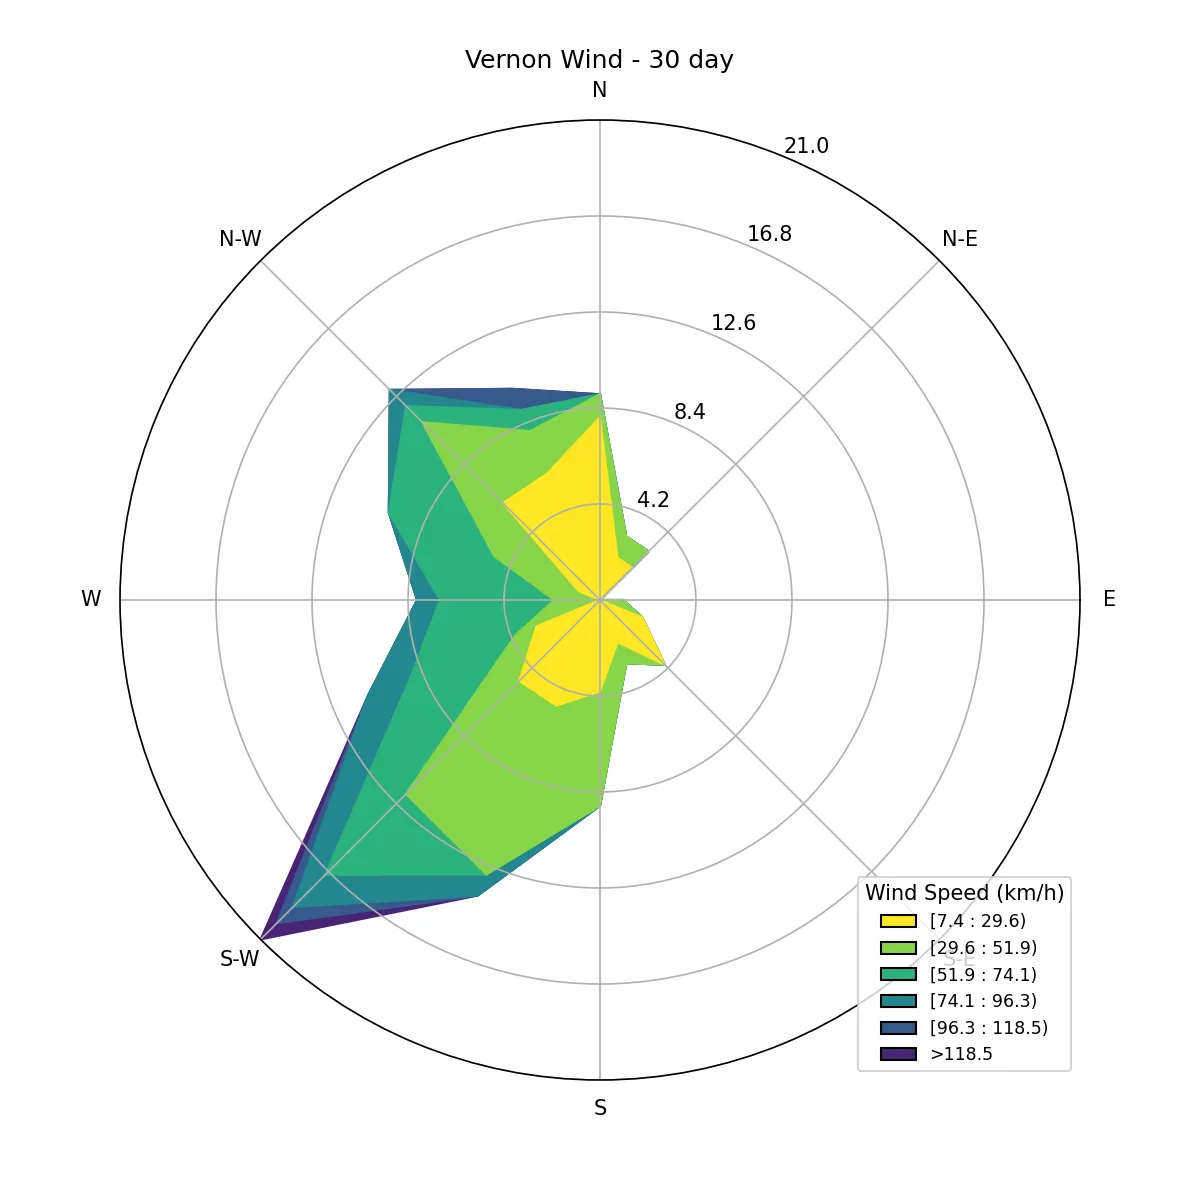 Vernon Wind - 30 day
N
21.0
N-W
16.8
N-E
12.6
8.4
4.2
W
E
S-W
S-E
Wind Speed (km/h)
[7.4 : 29.6)
[29.6 : 51.9)
[51.9 : 74.1)
[74.1 : 96.3)
[96.3 : 118.5)
>118.5
S